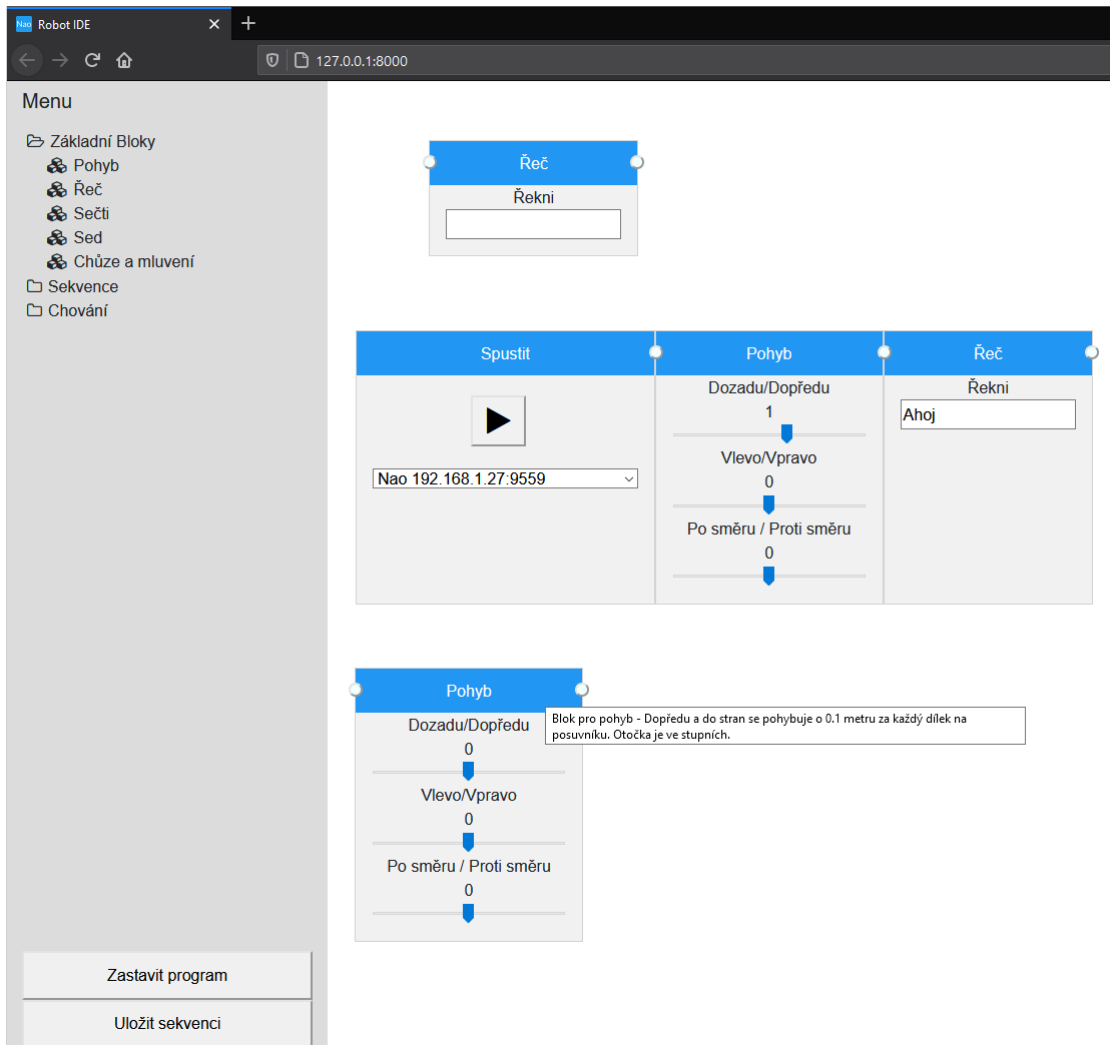 Nao Robot IDE
127.0.0.1:8000
Menu
Základní Bloky
Pohyb
Řeč
Sečti
Sed
Chůze a mluvení
Sekvence
Chování
Zastavit program
Uložit sekvenci
Řeč
Řekni
Spustit
Nao 192.168.1.27:9559
Pohyb
Dozadu/Dopředu
1
Vlevo/Vpravo
0
Po směru / Proti směru
0
Řeč
Řekni
Ahoj
Pohyb
Dozadu/Dopředu
0
Vlevo/Vpravo
0
Po směru / Proti směru
0
Blok pro pohyb - Dopředu a do stran se pohybuje o 0.1 metru za každý dílek na
posuvníku. Otočka je ve stupních.